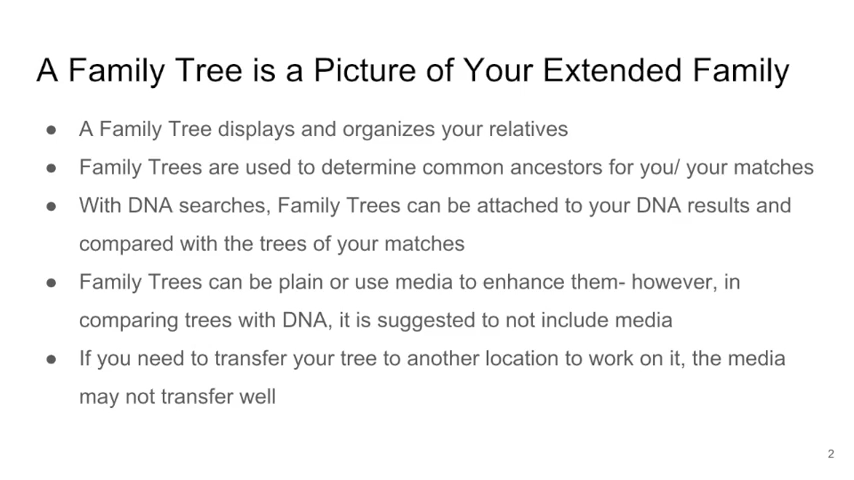 A Family Tree is a Picture of Your Extended Family
● A Family Tree displays and organizes your relatives
● Family Trees are used to determine common ancestors for you/ your matches
● With DNA searches, Family Trees can be attached to your DNA results and
compared with the trees of your matches
● Family Trees can be plain or use media to enhance them- however, in
comparing trees with DNA, it is suggested to not include media
● If you need to transfer your tree to another location to work on it, the media
may not transfer well
2